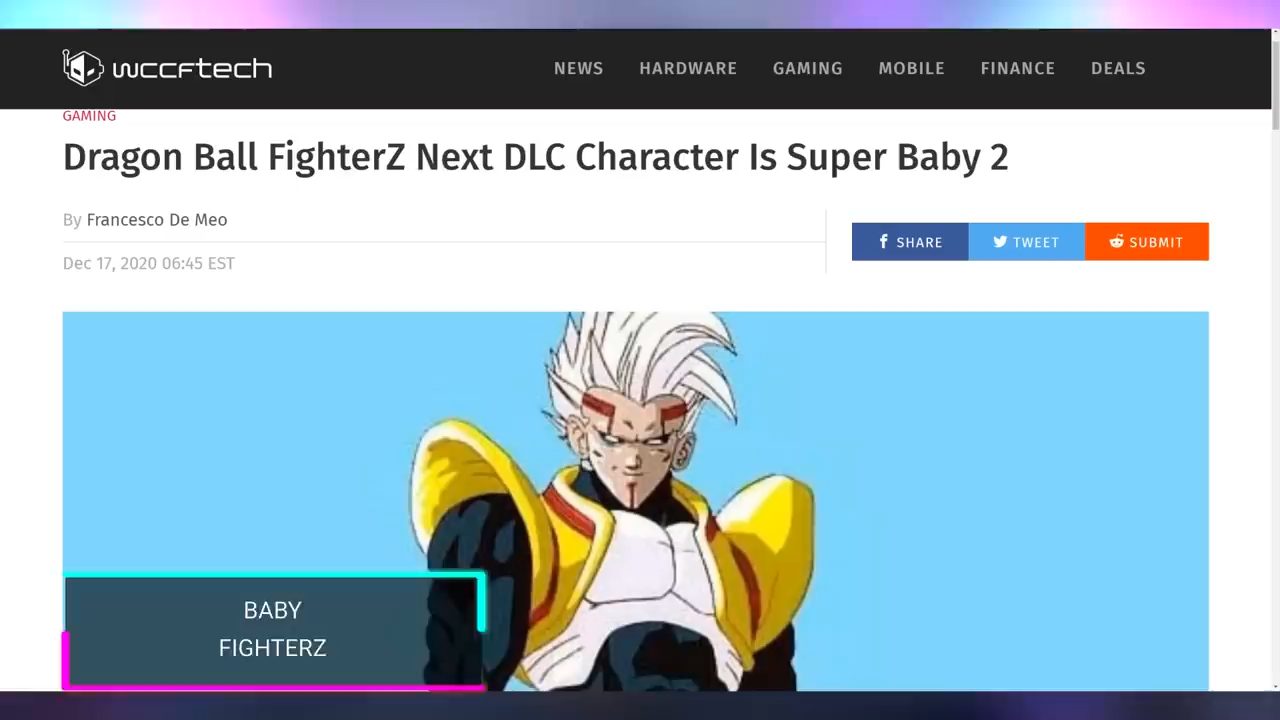 wccftech
NEWS HARDWARE GAMING MOBILE FINANCE DEALS
GAMING
Dragon Ball FighterZ Next DLC Character Is Super Baby 2
By Francesco De Meo
SHARE TWEET SUBMIT
Dec 17, 2020 06:45 EST
BABY
FIGHTERZ